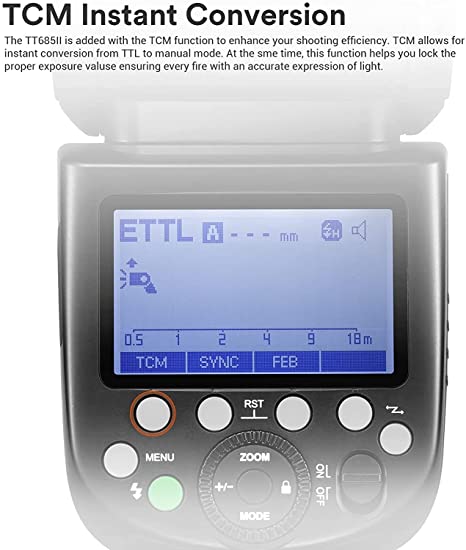 TCM Instant Conversion
The TT685II is added with the TCM function to enhance your shooting efficiency. TCM allows for
instant conversion from TTL to manual mode. At the sme time, this function helps you lock the
proper exposure valuse ensuring every fire with an accurate expression of light.
ETTL A - - - mm H
0.5 1 2 4 9 18m
TCM SYNC FEB
RST
MENU
ZOOM
+/-
MODE
ON
OFF